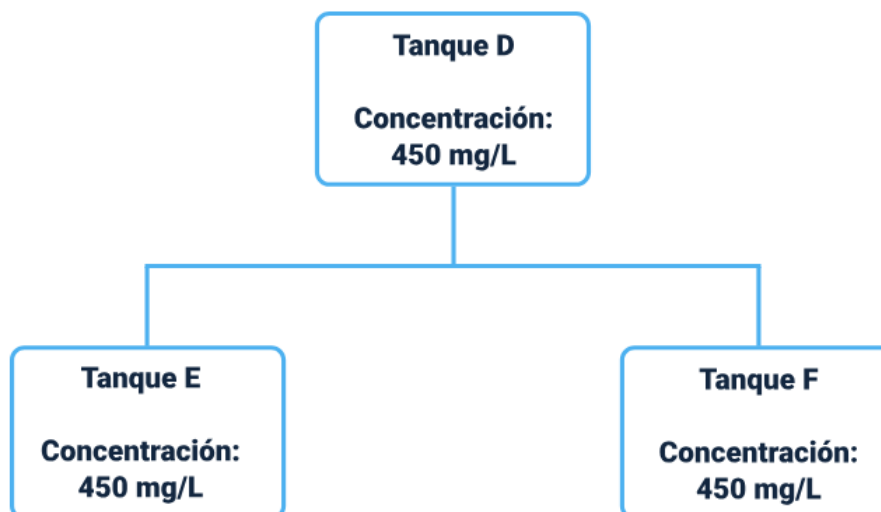 Tanque D
Concentración:
450 mg/L
Tanque E
Concentración:
450 mg/L
Tanque F
Concentración:
450 mg/L